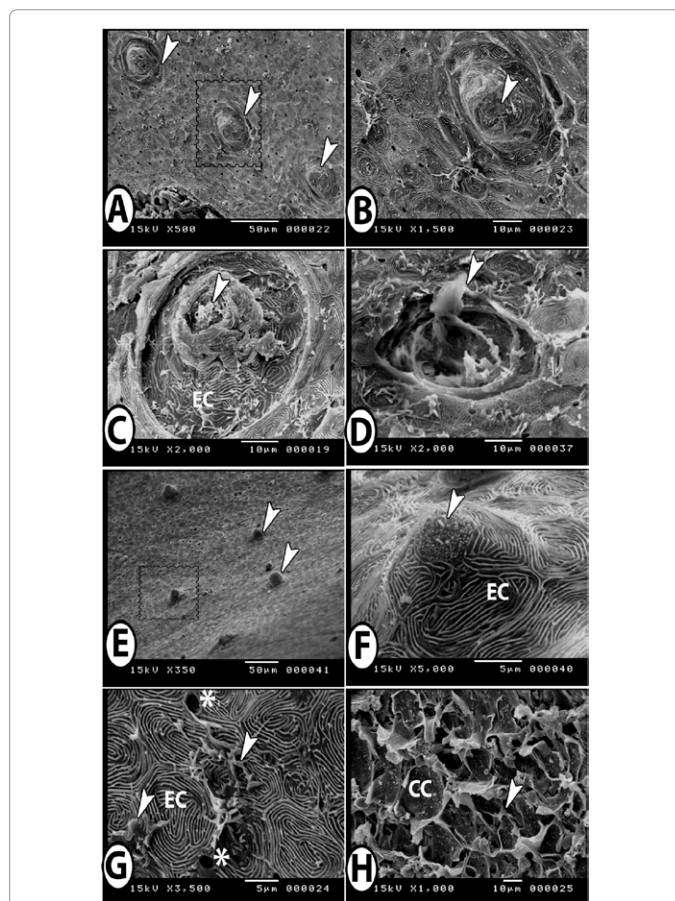 A
15kV X500 50µm 000022
B
15kV X1,500 10µm 000023
EC
C
15kV X2,000 10µm 000019
D
15kV X2,000 10µm 000037
E
15kV X350 50µm 000041
EC
F
15kV X5,000 5µm 000040
*
EC
*
G
15kV X3,500 5µm 000024
CC
H
15kV X1,000 10µm 000025